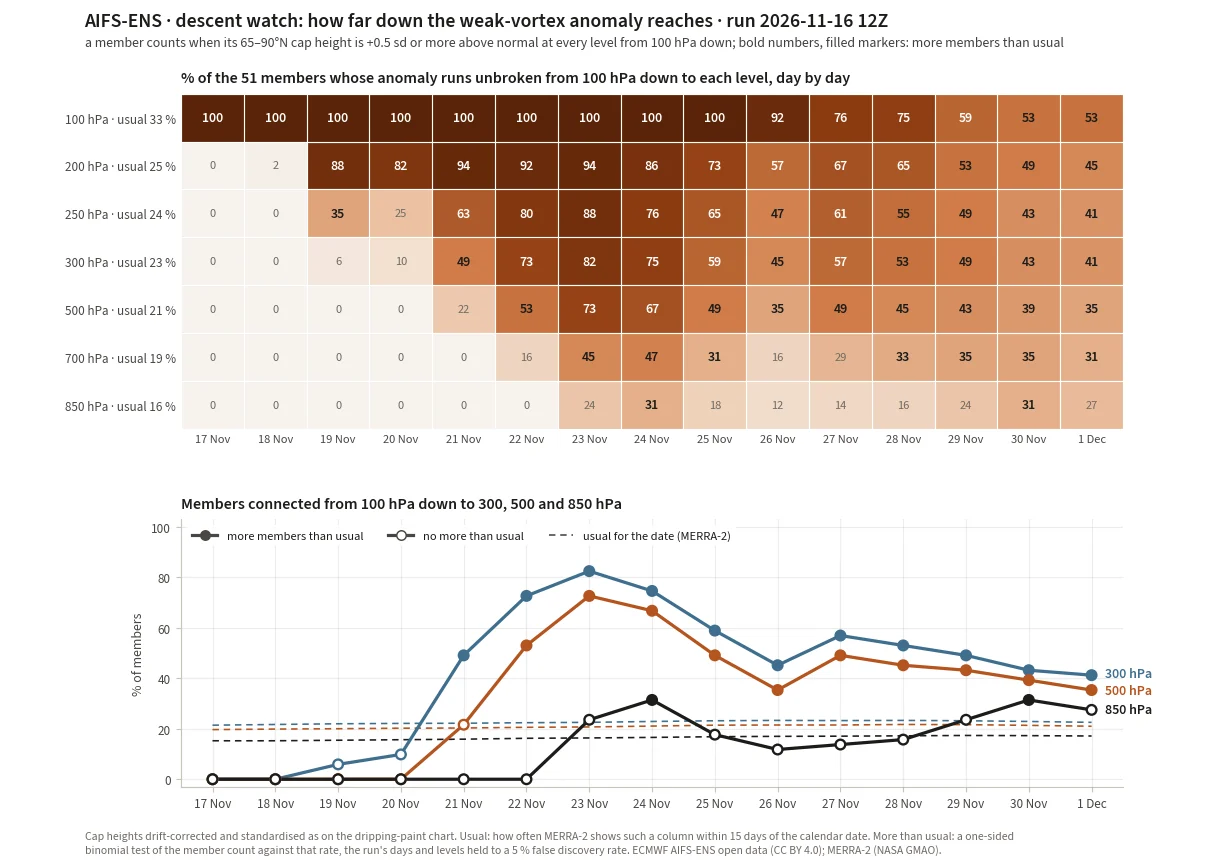 AIFS-ENS · descent watch: how far down the weak-vortex anomaly reaches · run 2026-11-16 12Z
a member counts when its 65–90°N cap height is +0.5 sd or more above normal at every level from 100 hPa down; bold numbers, filled markers: more members than usual
% of the 51 members whose anomaly runs unbroken from 100 hPa down to each level, day by day
100 hPa · usual 33 % 100 100 100 100 100 100 100 100 100 92 76 75 59 53 53
200 hPa · usual 25 % 0 2 88 82 94 92 94 86 73 57 67 65 53 49 45
250 hPa · usual 24 % 0 0 35 25 63 80 88 76 65 47 61 55 49 43 41
300 hPa · usual 23 % 0 0 6 10 49 73 82 75 59 45 57 53 49 43 41
500 hPa · usual 21 % 0 0 0 0 22 53 73 67 49 35 49 45 43 39 35
700 hPa · usual 19 % 0 0 0 0 0 16 45 47 31 16 29 33 35 35 31
850 hPa · usual 16 % 0 0 0 0 0 0 24 31 18 12 14 16 24 31 27
17 Nov 18 Nov 19 Nov 20 Nov 21 Nov 22 Nov 23 Nov 24 Nov 25 Nov 26 Nov 27 Nov 28 Nov 29 Nov 30 Nov 1 Dec
Members connected from 100 hPa down to 300, 500 and 850 hPa
more members than usual no more than usual usual for the date (MERRA-2)
% of members
100
80
60
40
20
0
300 hPa
500 hPa
850 hPa
17 Nov 18 Nov 19 Nov 20 Nov 21 Nov 22 Nov 23 Nov 24 Nov 25 Nov 26 Nov 27 Nov 28 Nov 29 Nov 30 Nov 1 Dec
Cap heights drift-corrected and standardised as on the dripping-paint chart. Usual: how often MERRA-2 shows such a column within 15 days of the calendar date. More than usual: a one-sided
binomial test of the member count against that rate, the run's days and levels held to a 5 % false discovery rate. ECMWF AIFS-ENS open data (CC BY 4.0); MERRA-2 (NASA GMAO).